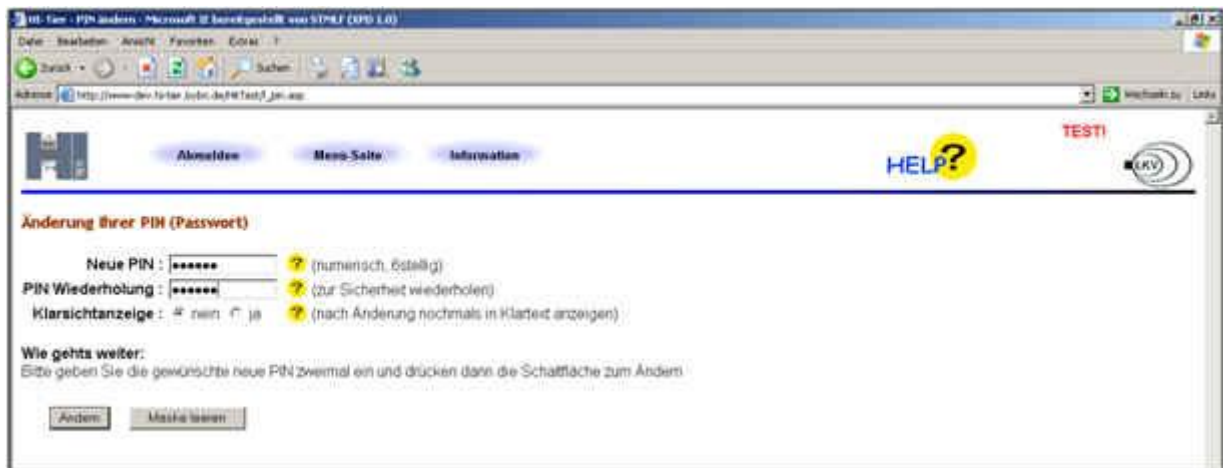 HI-Tier - PIN ändern - Microsoft IE bereitgestellt von STMLF (XPD 1.0)
Datei Bearbeiten Ansicht Favoriten Extras ?
Zurück Suchen
Adresse Wechseln zu Links
TEST!
Abmelden Menü-Seite Information HELP? LKV
Änderung Ihrer PIN (Passwort)
Neue PIN : •••••• ? (numerisch, 6stellig)
PIN Wiederholung : •••••• ? (zur Sicherheit wiederholen)
Klarsichtanzeige : nein ja ? (nach Änderung nochmals in Klartext anzeigen)
Wie gehts weiter:
Bitte geben Sie die gewünschte neue PIN zweimal ein und drücken dann die Schaltfläche zum Ändern
Ändern Maske leeren